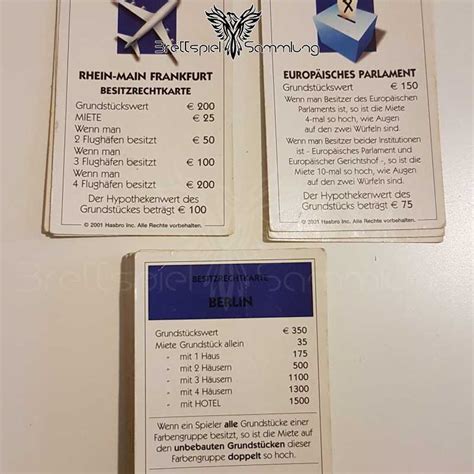 Brettspiel Sammlung
RHEIN-MAIN FRANKFURT
BESITZRECHTKARTE
Grundstückswert € 200
MIETE € 25
Wenn man
2 Flughäfen besitzt € 50
Wenn man
3 Flughäfen besitzt € 100
Wenn man
4 Flughäfen besitzt € 200
Der Hypothekenwert des
Grundstückes beträgt € 100
© 2001 Hasbro Inc. Alle Rechte vorbehalten.
EUROPÄISCHES PARLAMENT
Grundstückswert € 150
Wenn man Besitzer des Europäischen
Parlaments ist, so ist die Miete
4-mal so hoch, wie Augen
auf den zwei Würfeln sind.
Wenn man Besitzer beider Institutionen
ist - Europäisches Parlament und
Europäischer Gerichtshof -, so ist die
Miete 10-mal so hoch, wie Augen
auf den zwei Würfeln sind.
Der Hypothekenwert des
Grundstücks beträgt € 75
© 2001 Hasbro Inc. Alle Rechte vorbehalten.
Brettspiel Sammlung
BESITZRECHTKARTE
BERLIN
Grundstückswert € 350
Miete Grundstück allein 35
" mit 1 Haus 175
" mit 2 Häusern 500
" mit 3 Häusern 1100
" mit 4 Häusern 1300
" mit HOTEL 1500
Wenn ein Spieler alle Grundstücke einer
Farbengruppe besitzt, so ist die Miete auf
den unbebauten Grundstücken dieser
Farbengruppe doppelt so hoch.